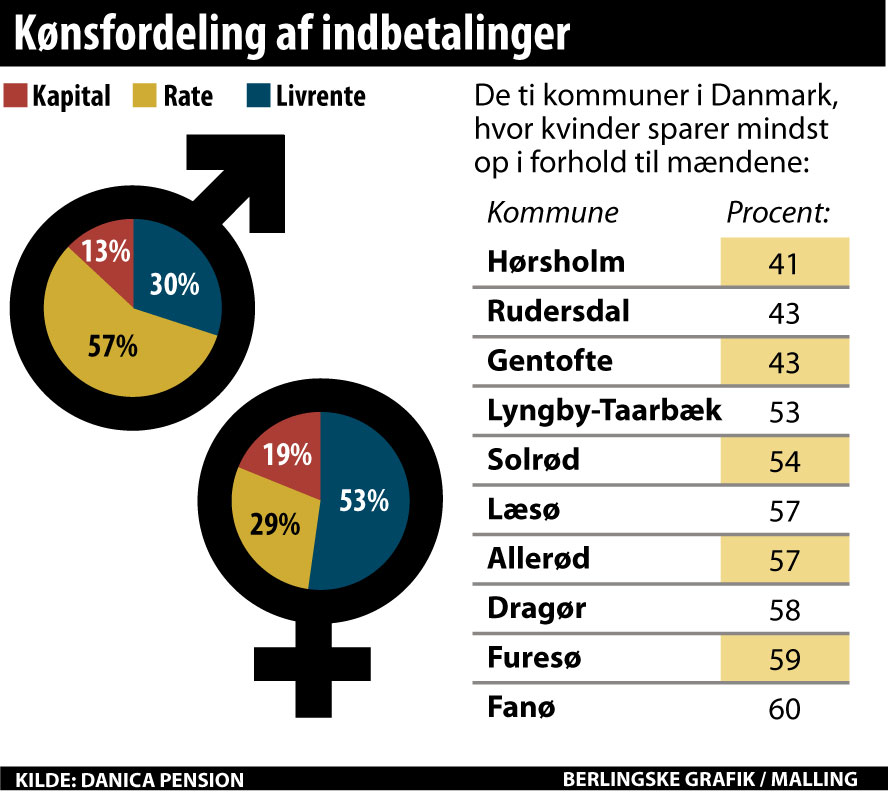 Kønsfordeling af indbetalinger
Kapital Rate Livrente
13%
30%
57%
19%
53%
29%
De ti kommuner i Danmark,
hvor kvinder sparer mindst
op i forhold til mændene:
Kommune Procent:
Hørsholm 41
Rudersdal 43
Gentofte 43
Lyngby-Taarbæk 53
Solrød 54
Læsø 57
Allerød 57
Dragør 58
Furesø 59
Fanø 60
KILDE: DANICA PENSION BERLINGSKE GRAFIK / MALLING